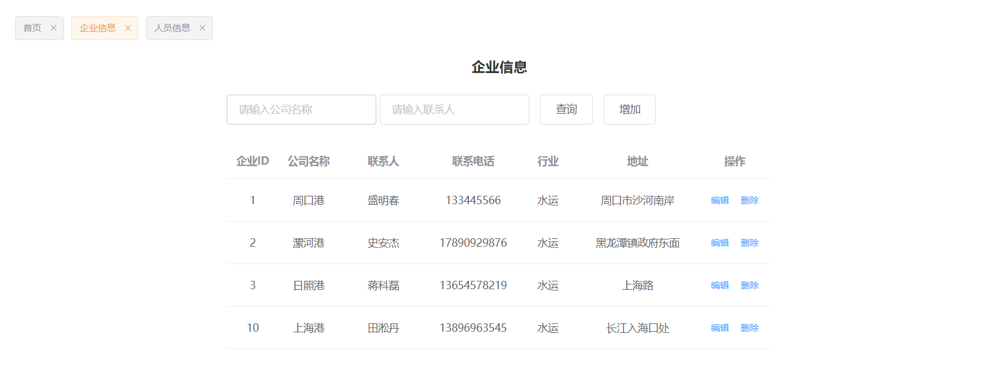 首页 企业信息 人员信息
企业信息
请输入公司名称 请输入联系人 查询 增加
企业ID 公司名称 联系人 联系电话 行业 地址 操作
1 周口港 盛明春 133445566 水运 周口市沙河南岸 编辑 删除
2 漯河港 史安杰 17890929876 水运 黑龙潭镇政府东面 编辑 删除
3 日照港 蒋科磊 13654578219 水运 上海路 编辑 删除
10 上海港 田淞丹 13896963545 水运 长江入海口处 编辑 删除